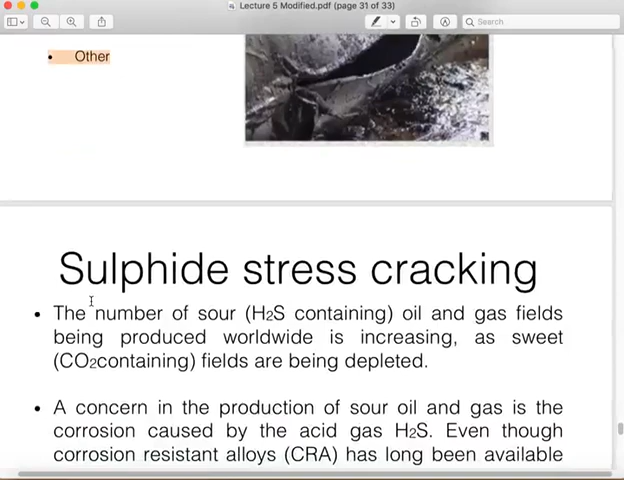 Lecture 5 Modified.pdf (page 31 of 33)
Search
• Other
Sulphide stress cracking
• The number of sour (H2S containing) oil and gas fields
being produced worldwide is increasing, as sweet
(CO2containing) fields are being depleted.
• A concern in the production of sour oil and gas is the
corrosion caused by the acid gas H2S. Even though
corrosion resistant alloys (CRA) has long been available